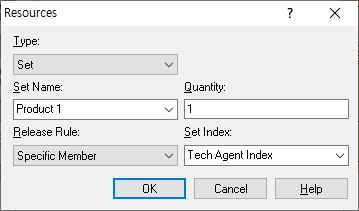 Resources
Type:
Set
Set Name: Quantity:
Product 1 1
Release Rule: Set Index:
Specific Member Tech Agent Index
OK Cancel Help